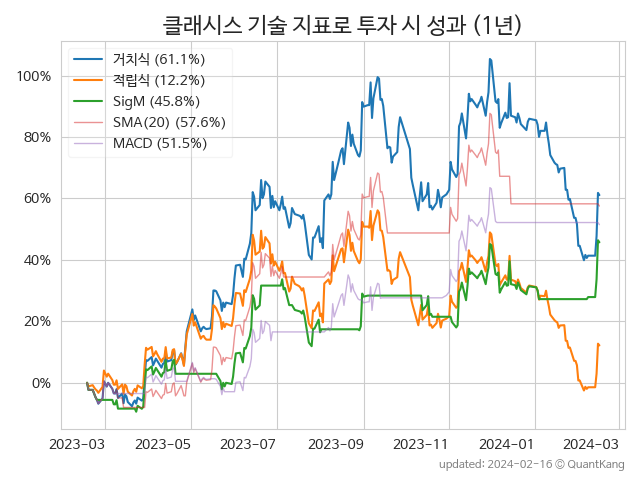 클래시스 기술 지표로 투자 시 성과 (1년)
거치식 (61.1%)
적립식 (12.2%)
SigM (45.8%)
SMA(20) (57.6%)
MACD (51.5%)
100%
80%
60%
40%
20%
0%
2023-03 2023-05 2023-07 2023-09 2023-11 2024-01 2024-03
updated: 2024-02-16 © QuantKang